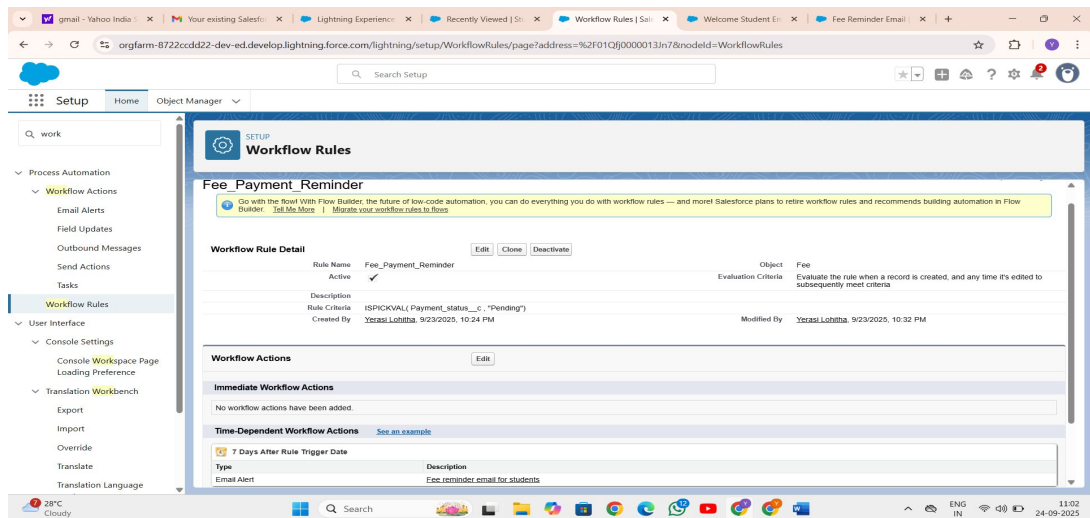 gmail - Yahoo India S
Your existing Salesfo
Lightning Experience
Recently Viewed | St
Workflow Rules | Sal
Welcome Student En
Fee Reminder Email
orgfarm-8722ccdd22-dev-ed.develop.lightning.force.com/lightning/setup/WorkflowRules/page?address=%2F01Qfj0000013Jn7&nodeId=WorkflowRules
Y
Search Setup
2
Setup
Home
Object Manager
work
SETUP
Workflow Rules
Process Automation
Workflow Actions
Email Alerts
Field Updates
Outbound Messages
Send Actions
Tasks
Workflow Rules
User Interface
Console Settings
Console Workspace Page
Loading Preference
Translation Workbench
Export
Import
Override
Translate
Translation Language
Fee_Payment_Reminder
Go with the flow! With Flow Builder, the future of low-code automation, you can do everything you do with workflow rules — and more! Salesforce plans to retire workflow rules and recommends building automation in Flow
Builder. Tell Me More | Migrate your workflow rules to flows
Workflow Rule Detail Edit Clone Deactivate
Rule Name Fee_Payment_Reminder Object Fee
Active ✓ Evaluation Criteria Evaluate the rule when a record is created, and any time it's edited to
subsequently meet criteria
Description
Rule Criteria ISPICKVAL( Payment_status__c , "Pending")
Created By Yerasi Lohitha, 9/23/2025, 10:24 PM Modified By Yerasi Lohitha, 9/23/2025, 10:32 PM
Workflow Actions Edit
Immediate Workflow Actions
No workflow actions have been added.
Time-Dependent Workflow Actions See an example
7 Days After Rule Trigger Date
Type Description
Email Alert Fee reminder email for students
7
28°C
Cloudy
Search
ENG
IN
11:02
24-09-2025